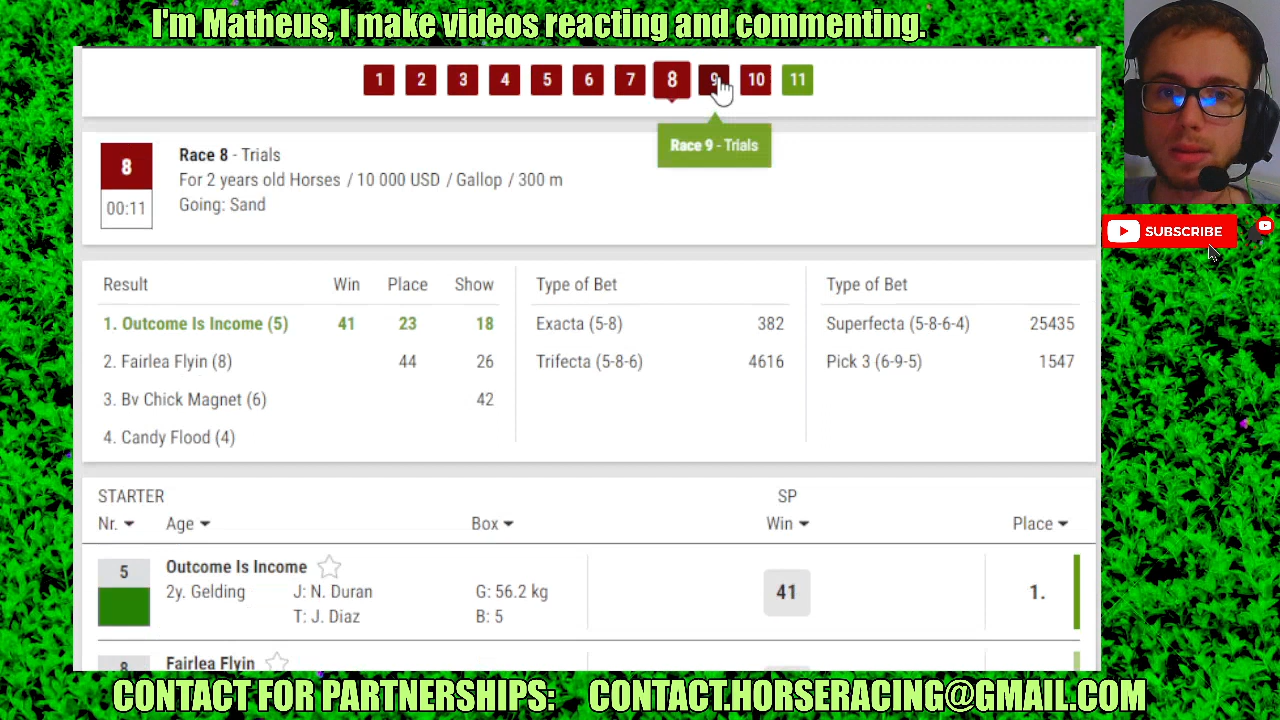 I'm Matheus, I make videos reacting and commenting.
1 2 3 4 5 6 7 8 9 10 11
Race 9 - Trials
8
00:11
Race 8 - Trials
For 2 years old Horses / 10 000 USD / Gallop / 300 m
Going: Sand
SUBSCRIBE
Result Win Place Show
1. Outcome Is Income (5) 41 23 18
2. Fairlea Flyin (8) 44 26
3. Bv Chick Magnet (6) 42
4. Candy Flood (4)
Type of Bet
Exacta (5-8) 382
Trifecta (5-8-6) 4616
Type of Bet
Superfecta (5-8-6-4) 25435
Pick 3 (6-9-5) 1547
STARTER SP
Nr. Age Box Win Place
5 Outcome Is Income
2y. Gelding J: N. Duran G: 56.2 kg 41 1.
T: J. Diaz B: 5
8 Fairlea Flyin
CONTACT FOR PARTNERSHIPS: CONTACT.HORSERACING@GMAIL.COM